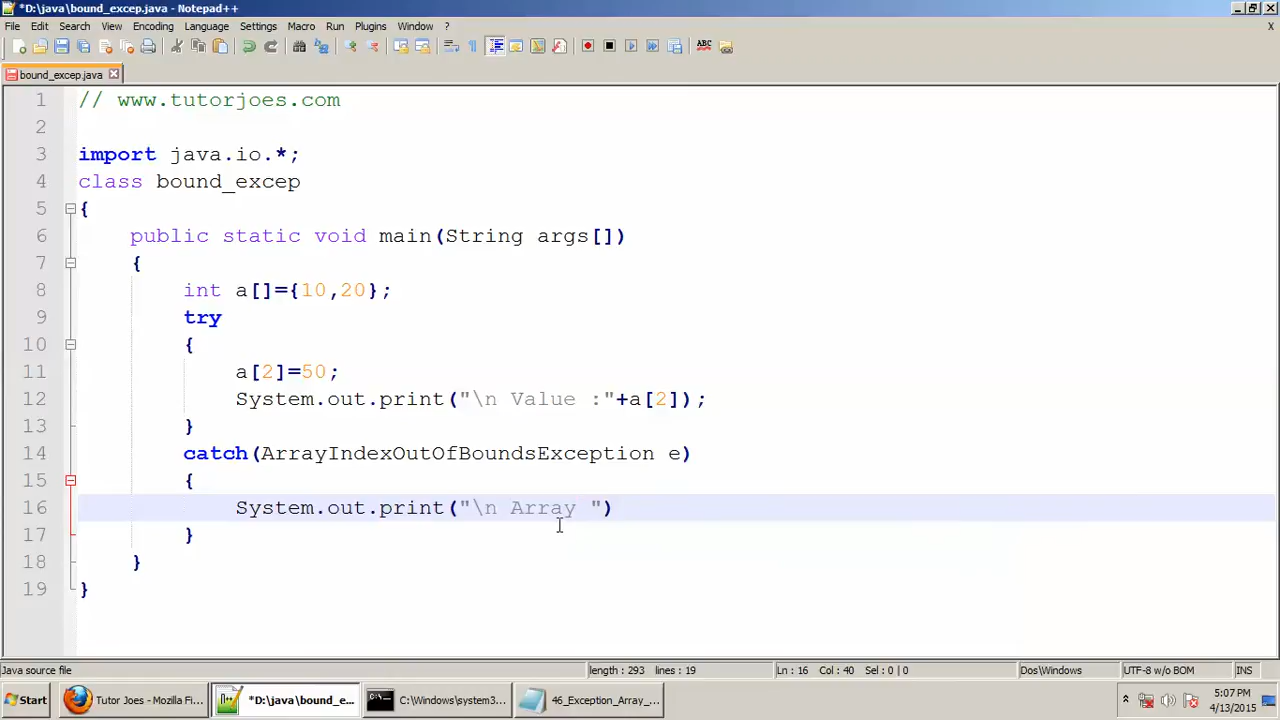 *D:\java\bound_excep.java - Notepad++
File Edit Search View Encoding Language Settings Macro Run Plugins Window ? X
ABC
bound_excep.java
1 // www.tutorjoes.com
2
3 import java.io.*;
4 class bound_excep
5 {
6 public static void main(String args[])
7 {
8 int a[]={10,20};
9 try
10 {
11 a[2]=50;
12 System.out.print("\n Value :"+a[2]);
13 }
14 catch(ArrayIndexOutOfBoundsException e)
15 {
16 System.out.print("\n Array ")
17 }
18 }
19 }
Java source file length : 293 lines : 19 Ln : 16 Col : 40 Sel : 0 | 0 Dos\Windows UTF-8 w/o BOM INS
Start Tutor Joes - Mozilla Fi... *D:\java\bound_e... C:\Windows\system3... 46_Exception_Array_... 5:07 PM
4/13/2015